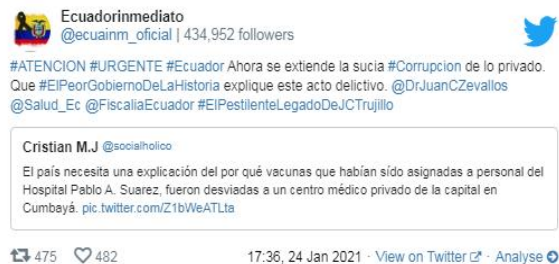 Ecuadorinmediato
@ecuainm_oficial | 434,952 followers
#ATENCION #URGENTE #Ecuador Ahora se extiende la sucia #Corrupcion de lo privado.
Que #ElPeorGobiernoDeLaHistoria explique este acto delictivo. @DrJuanCZevallos
@Salud_Ec @FiscaliaEcuador #ElPestilenteLegadoDeJCTrujillo
Cristian M.J @socialholico
El país necesita una explicación del por qué vacunas que habían sído asignadas a personal del
Hospital Pablo A. Suarez, fueron desviadas a un centro médico privado de la capital en
Cumbayá. pic.twitter.com/Z1bWeATLta
475 482 17:36, 24 Jan 2021 · View on Twitter · Analyse